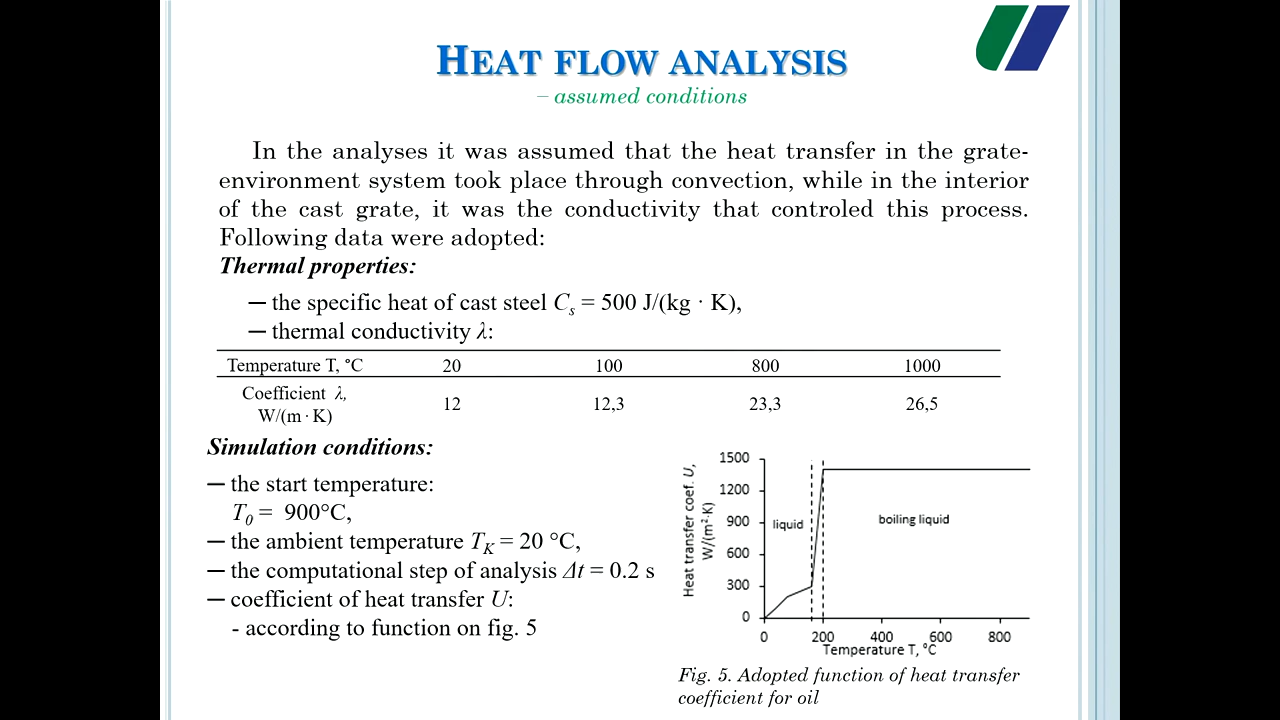 HEAT FLOW ANALYSIS
– assumed conditions
In the analyses it was assumed that the heat transfer in the grate-
environment system took place through convection, while in the interior
of the cast grate, it was the conductivity that controled this process.
Following data were adopted:
Thermal properties:
— the specific heat of cast steel Cs = 500 J/(kg · K),
— thermal conductivity λ:
Temperature T, °C 20 100 800 1000
Coefficient λ,
W/(m · K) 12 12,3 23,3 26,5
Simulation conditions:
— the start temperature:
T0 = 900°C,
— the ambient temperature TK = 20 °C,
— the computational step of analysis Δt = 0.2 s
— coefficient of heat transfer U:
- according to function on fig. 5
Heat transfer coef. U,
W/(m²·K)
1500
1200
900
600
300
0
liquid
boiling liquid
0 200 400 600 800
Temperature T, °C
Fig. 5. Adopted function of heat transfer
coefficient for oil